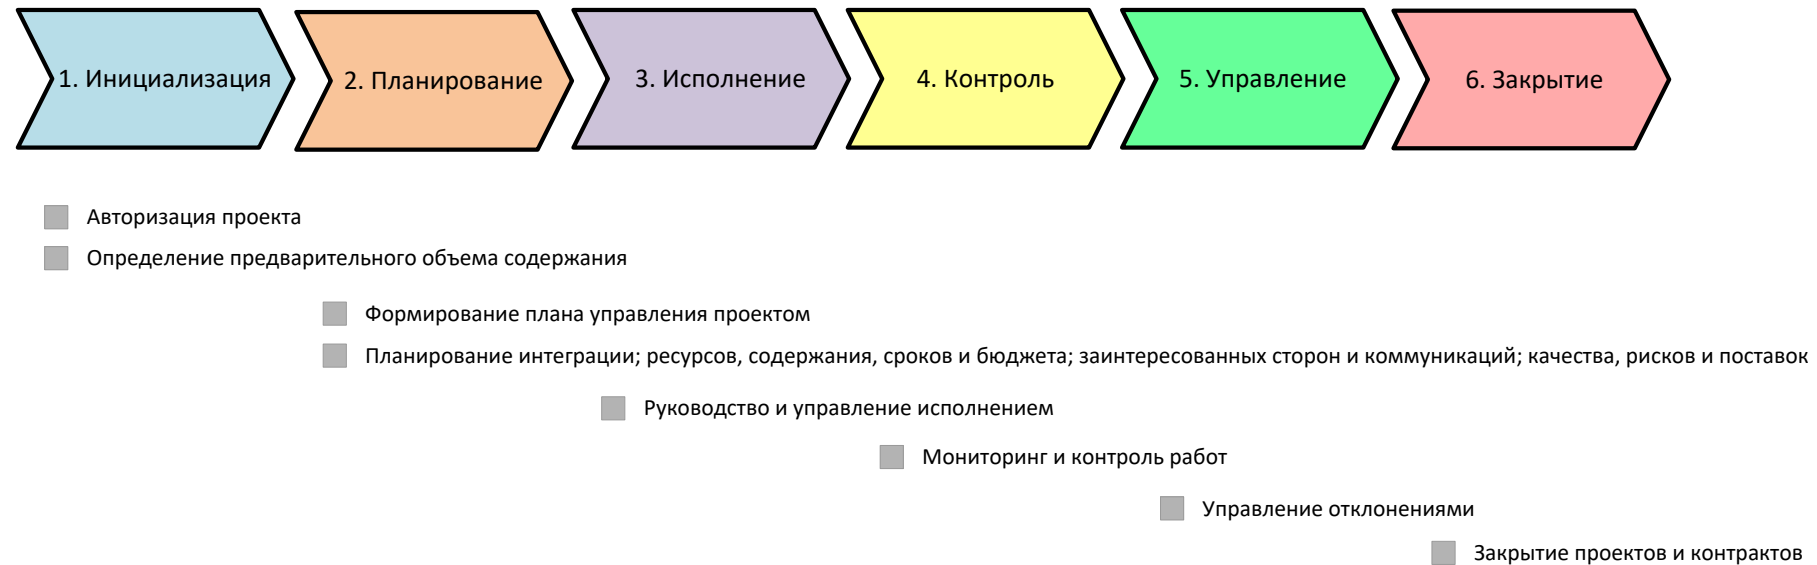 1. Инициализация
2. Планирование
3. Исполнение
4. Контроль
5. Управление
6. Закрытие
Авторизация проекта
Определение предварительного объема содержания
Формирование плана управления проектом
Планирование интеграции; ресурсов, содержания, сроков и бюджета; заинтересованных сторон и коммуникаций; качества, рисков и поставок
Руководство и управление исполнением
Мониторинг и контроль работ
Управление отклонениями
Закрытие проектов и контрактов